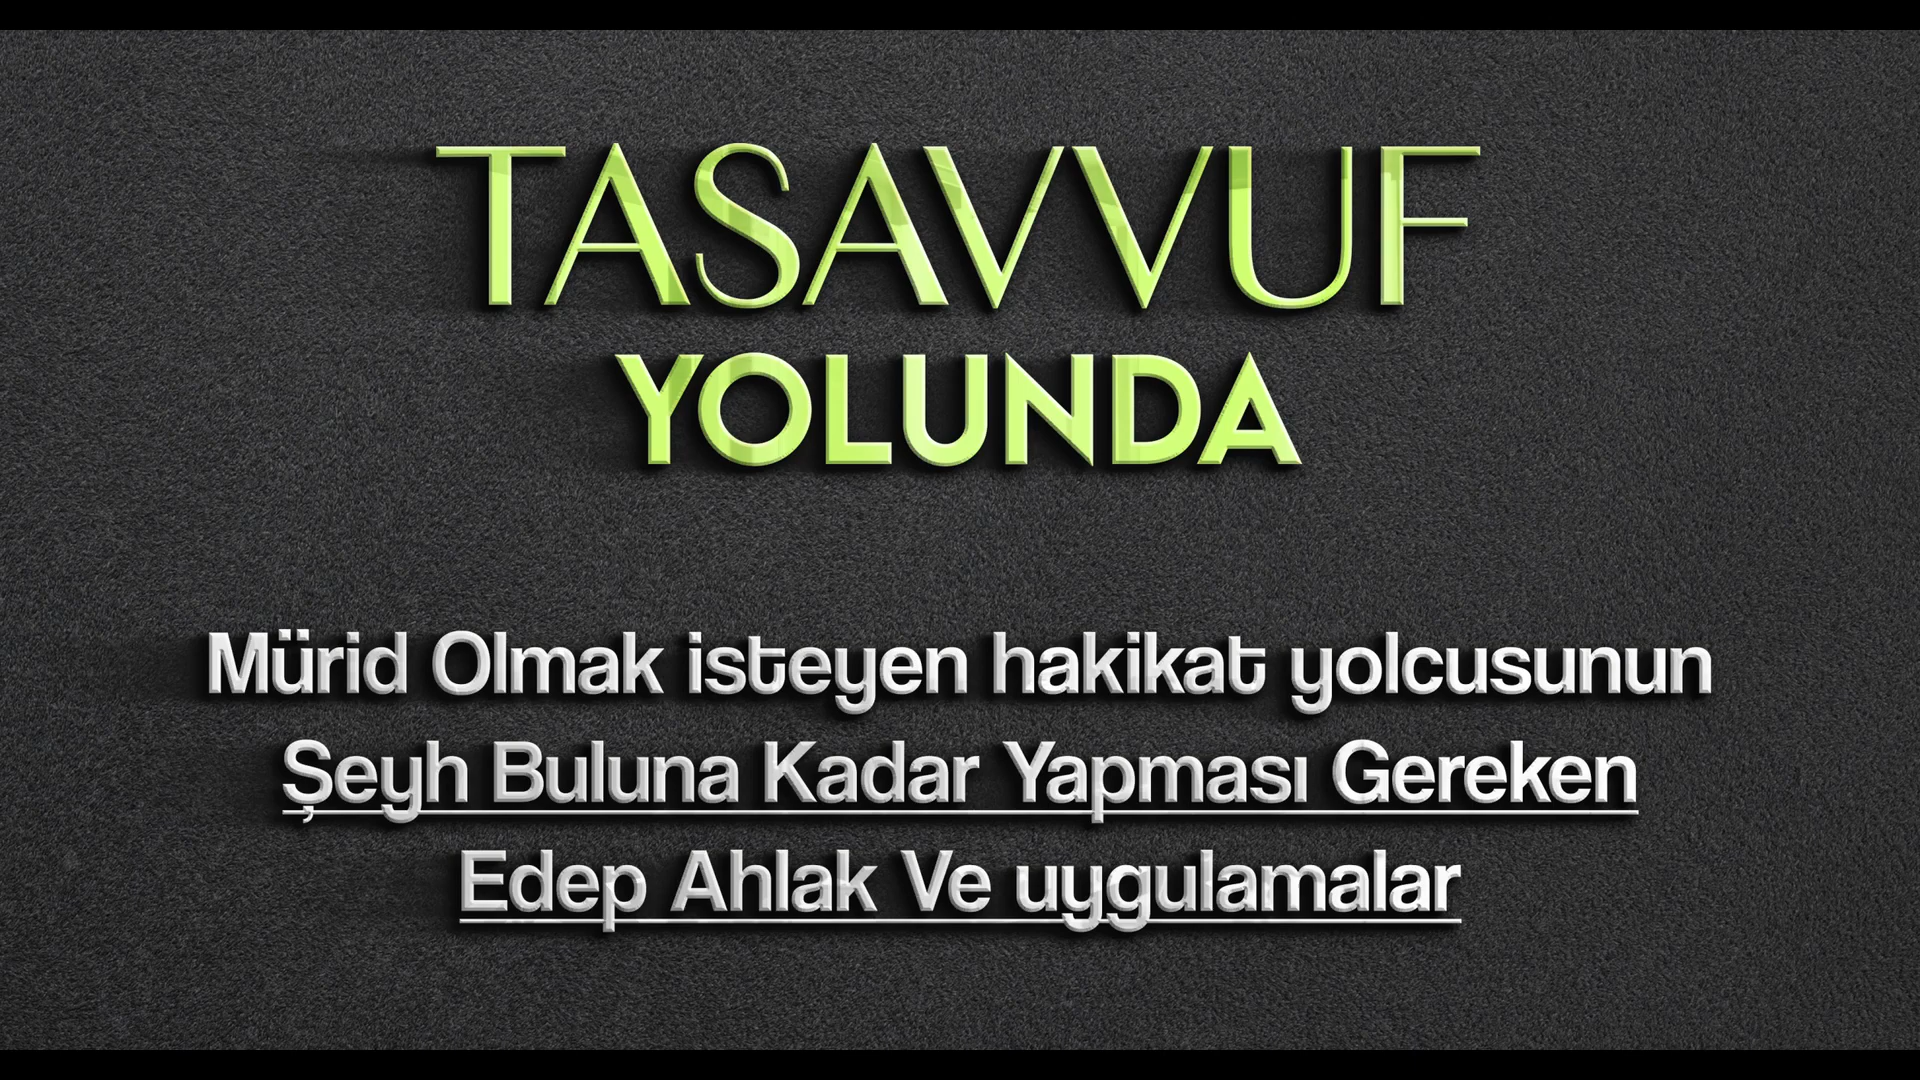 TASAVVUF
YOLUNDA
Mürid Olmak isteyen hakikat yolcusunun
Şeyh Buluna Kadar Yapması Gereken
Edep Ahlak Ve uygulamalar